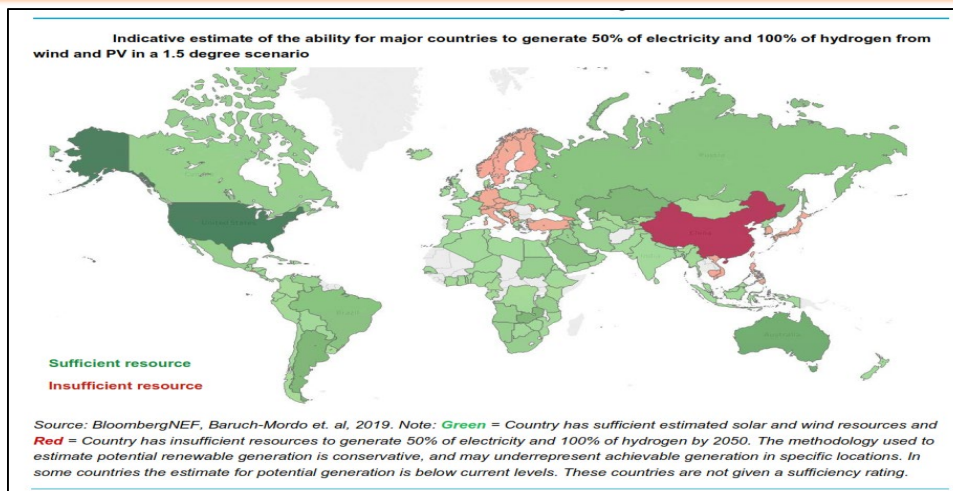 Indicative estimate of the ability for major countries to generate 50% of electricity and 100% of hydrogen from
wind and PV in a 1.5 degree scenario
Russia
China
Brazil
Australia
Sufficient resource
Insufficient resource
Source: BloombergNEF, Baruch-Mordo et. al, 2019. Note: Green = Country has sufficient estimated solar and wind resources and
Red = Country has insufficient resources to generate 50% of electricity and 100% of hydrogen by 2050. The methodology used to
estimate potential renewable generation is conservative, and may underrepresent achievable generation in specific locations. In
some countries the estimate for potential generation is below current levels. These countries are not given a sufficiency rating.